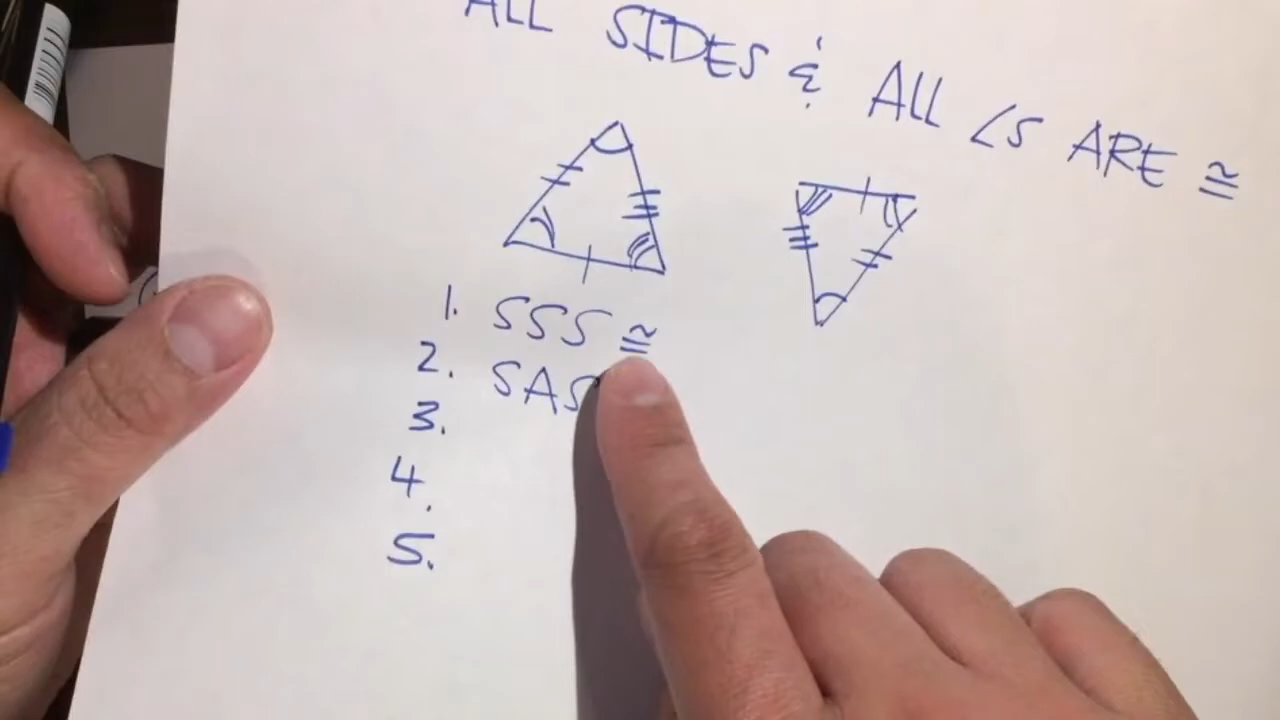 ALL SIDES & ALL ∠S ARE ≅
1. SSS ≅
2. SAS
3.
4.
5.